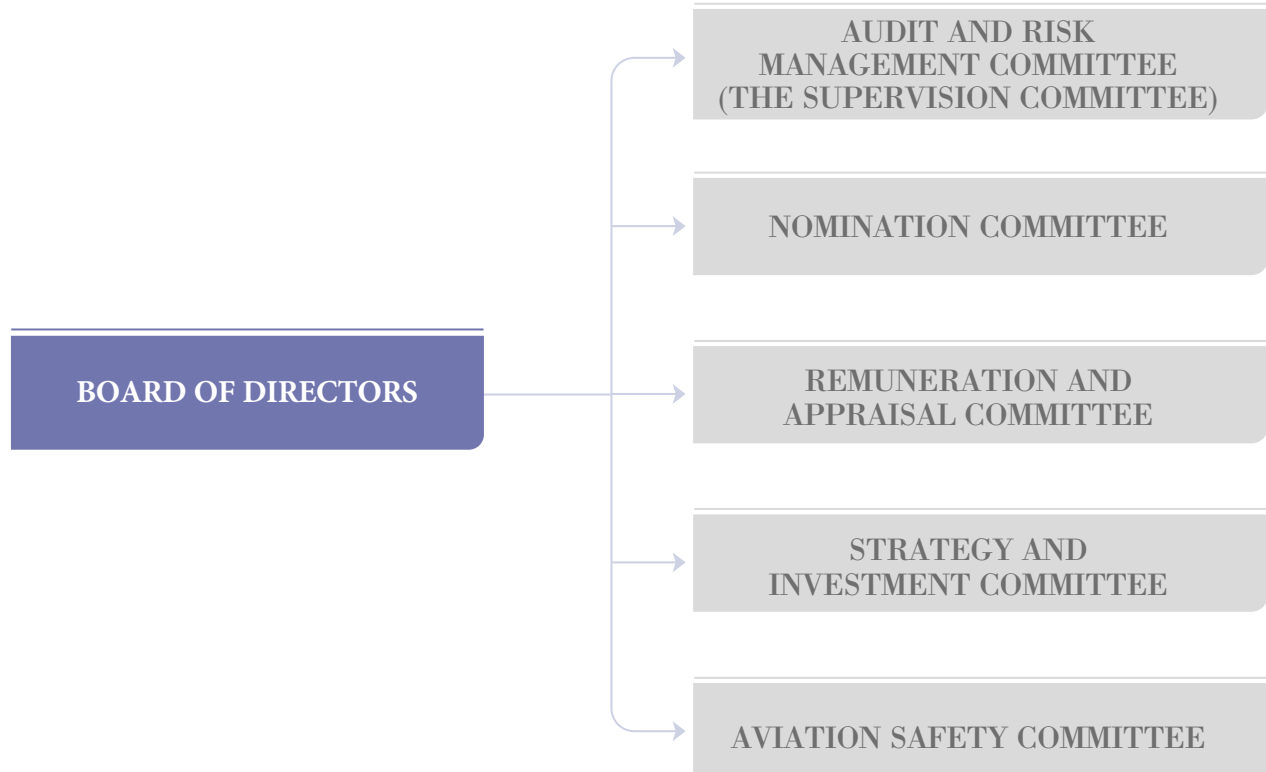 AUDIT AND RISK
MANAGEMENT COMMITTEE
(THE SUPERVISION COMMITTEE)
NOMINATION COMMITTEE
BOARD OF DIRECTORS
REMUNERATION AND
APPRAISAL COMMITTEE
STRATEGY AND
INVESTMENT COMMITTEE
AVIATION SAFETY COMMITTEE